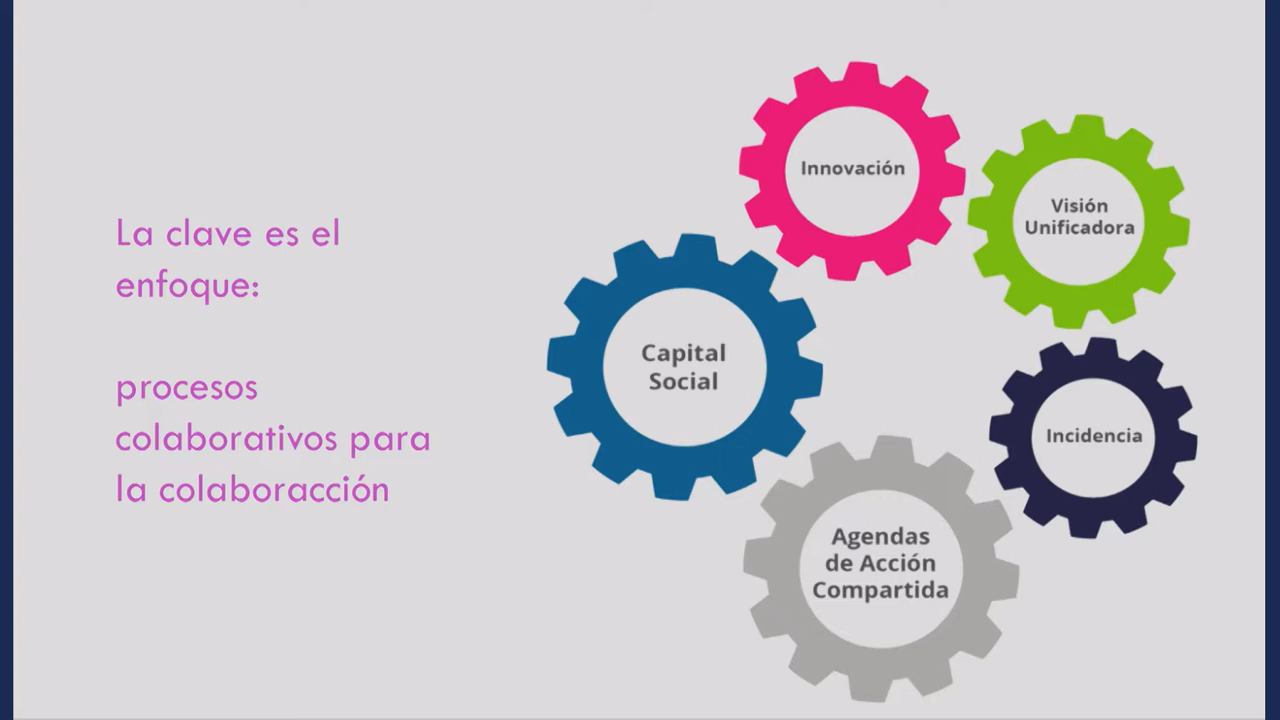 La clave es el
enfoque:
procesos
colaborativos para
la colaboracción
Innovación
Visión
Unificadora
Capital
Social
Incidencia
Agendas
de Acción
Compartida